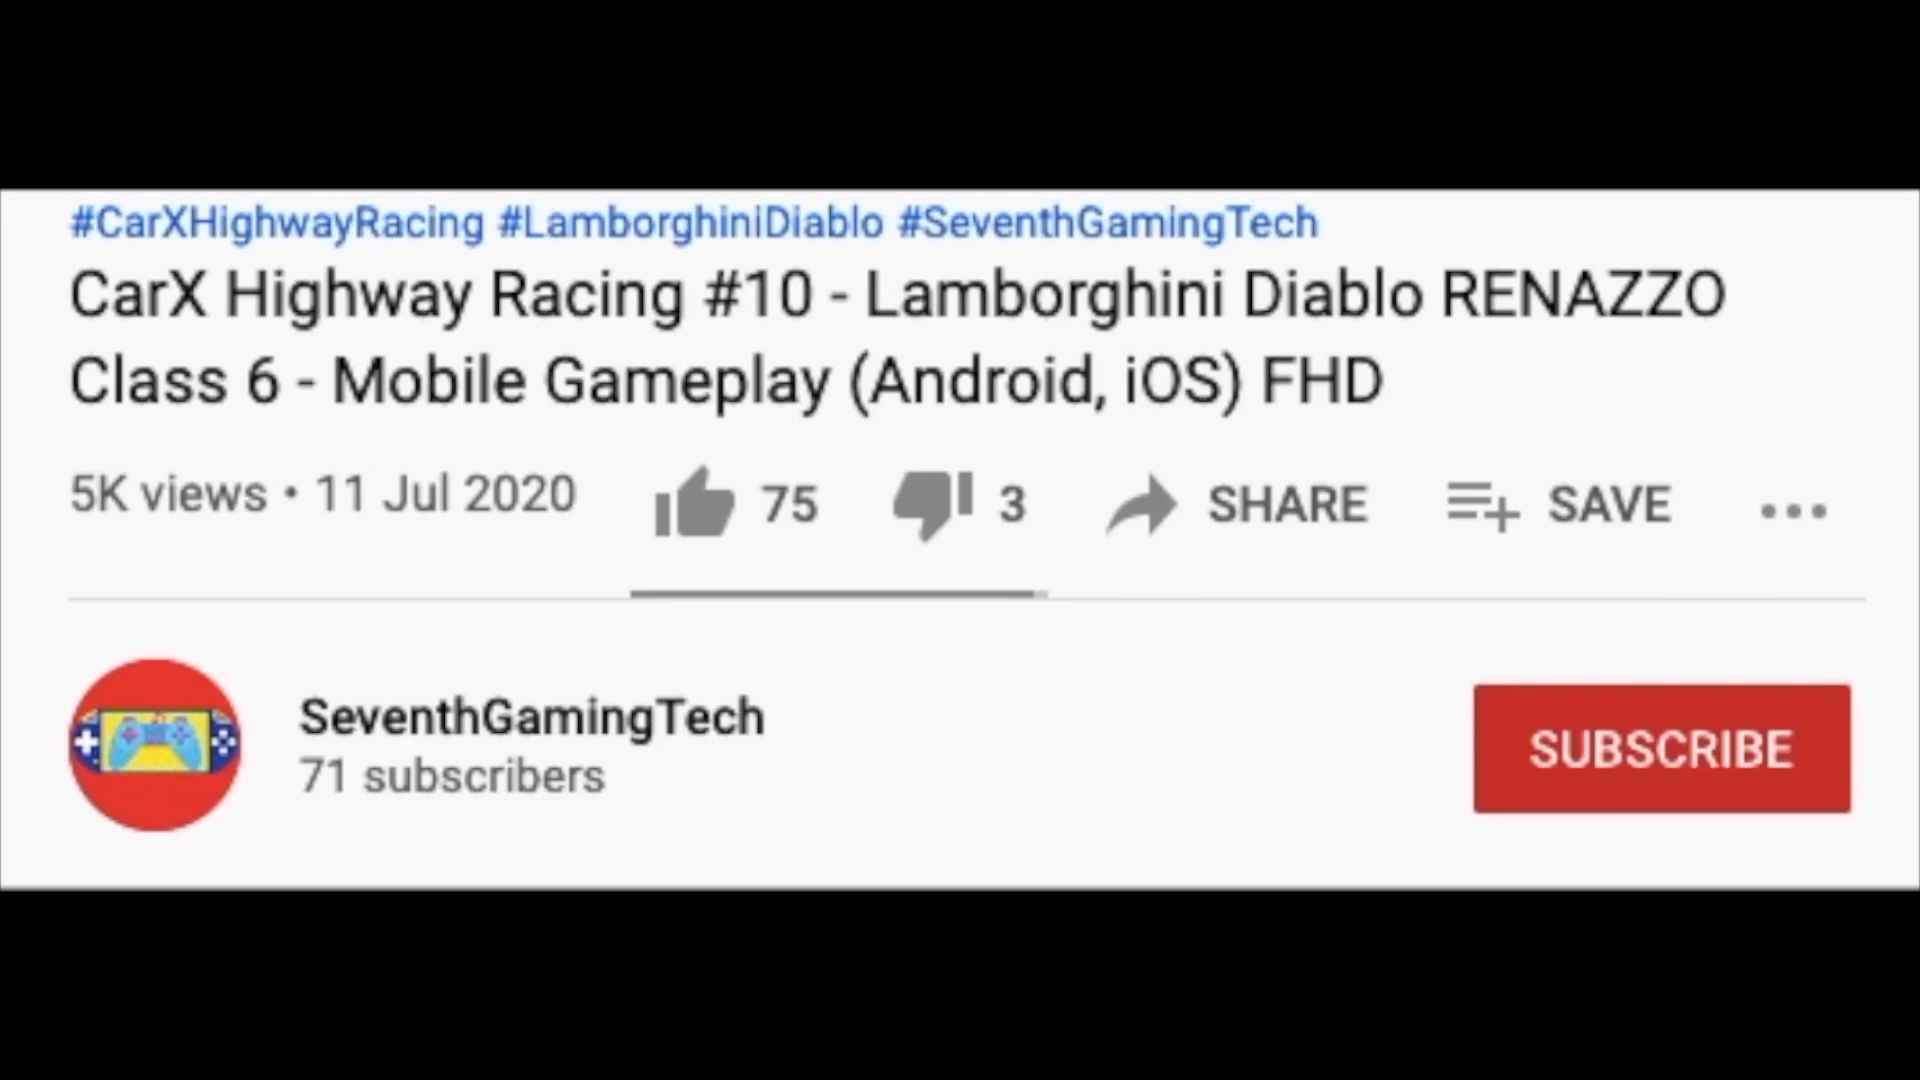 #CarXHighwayRacing #LamborghiniDiablo #SeventhGamingTech
CarX Highway Racing #10 - Lamborghini Diablo RENAZZO
Class 6 - Mobile Gameplay (Android, iOS) FHD
5K views • 11 Jul 2020 75 3 SHARE SAVE
SeventhGamingTech
71 subscribers
SUBSCRIBE